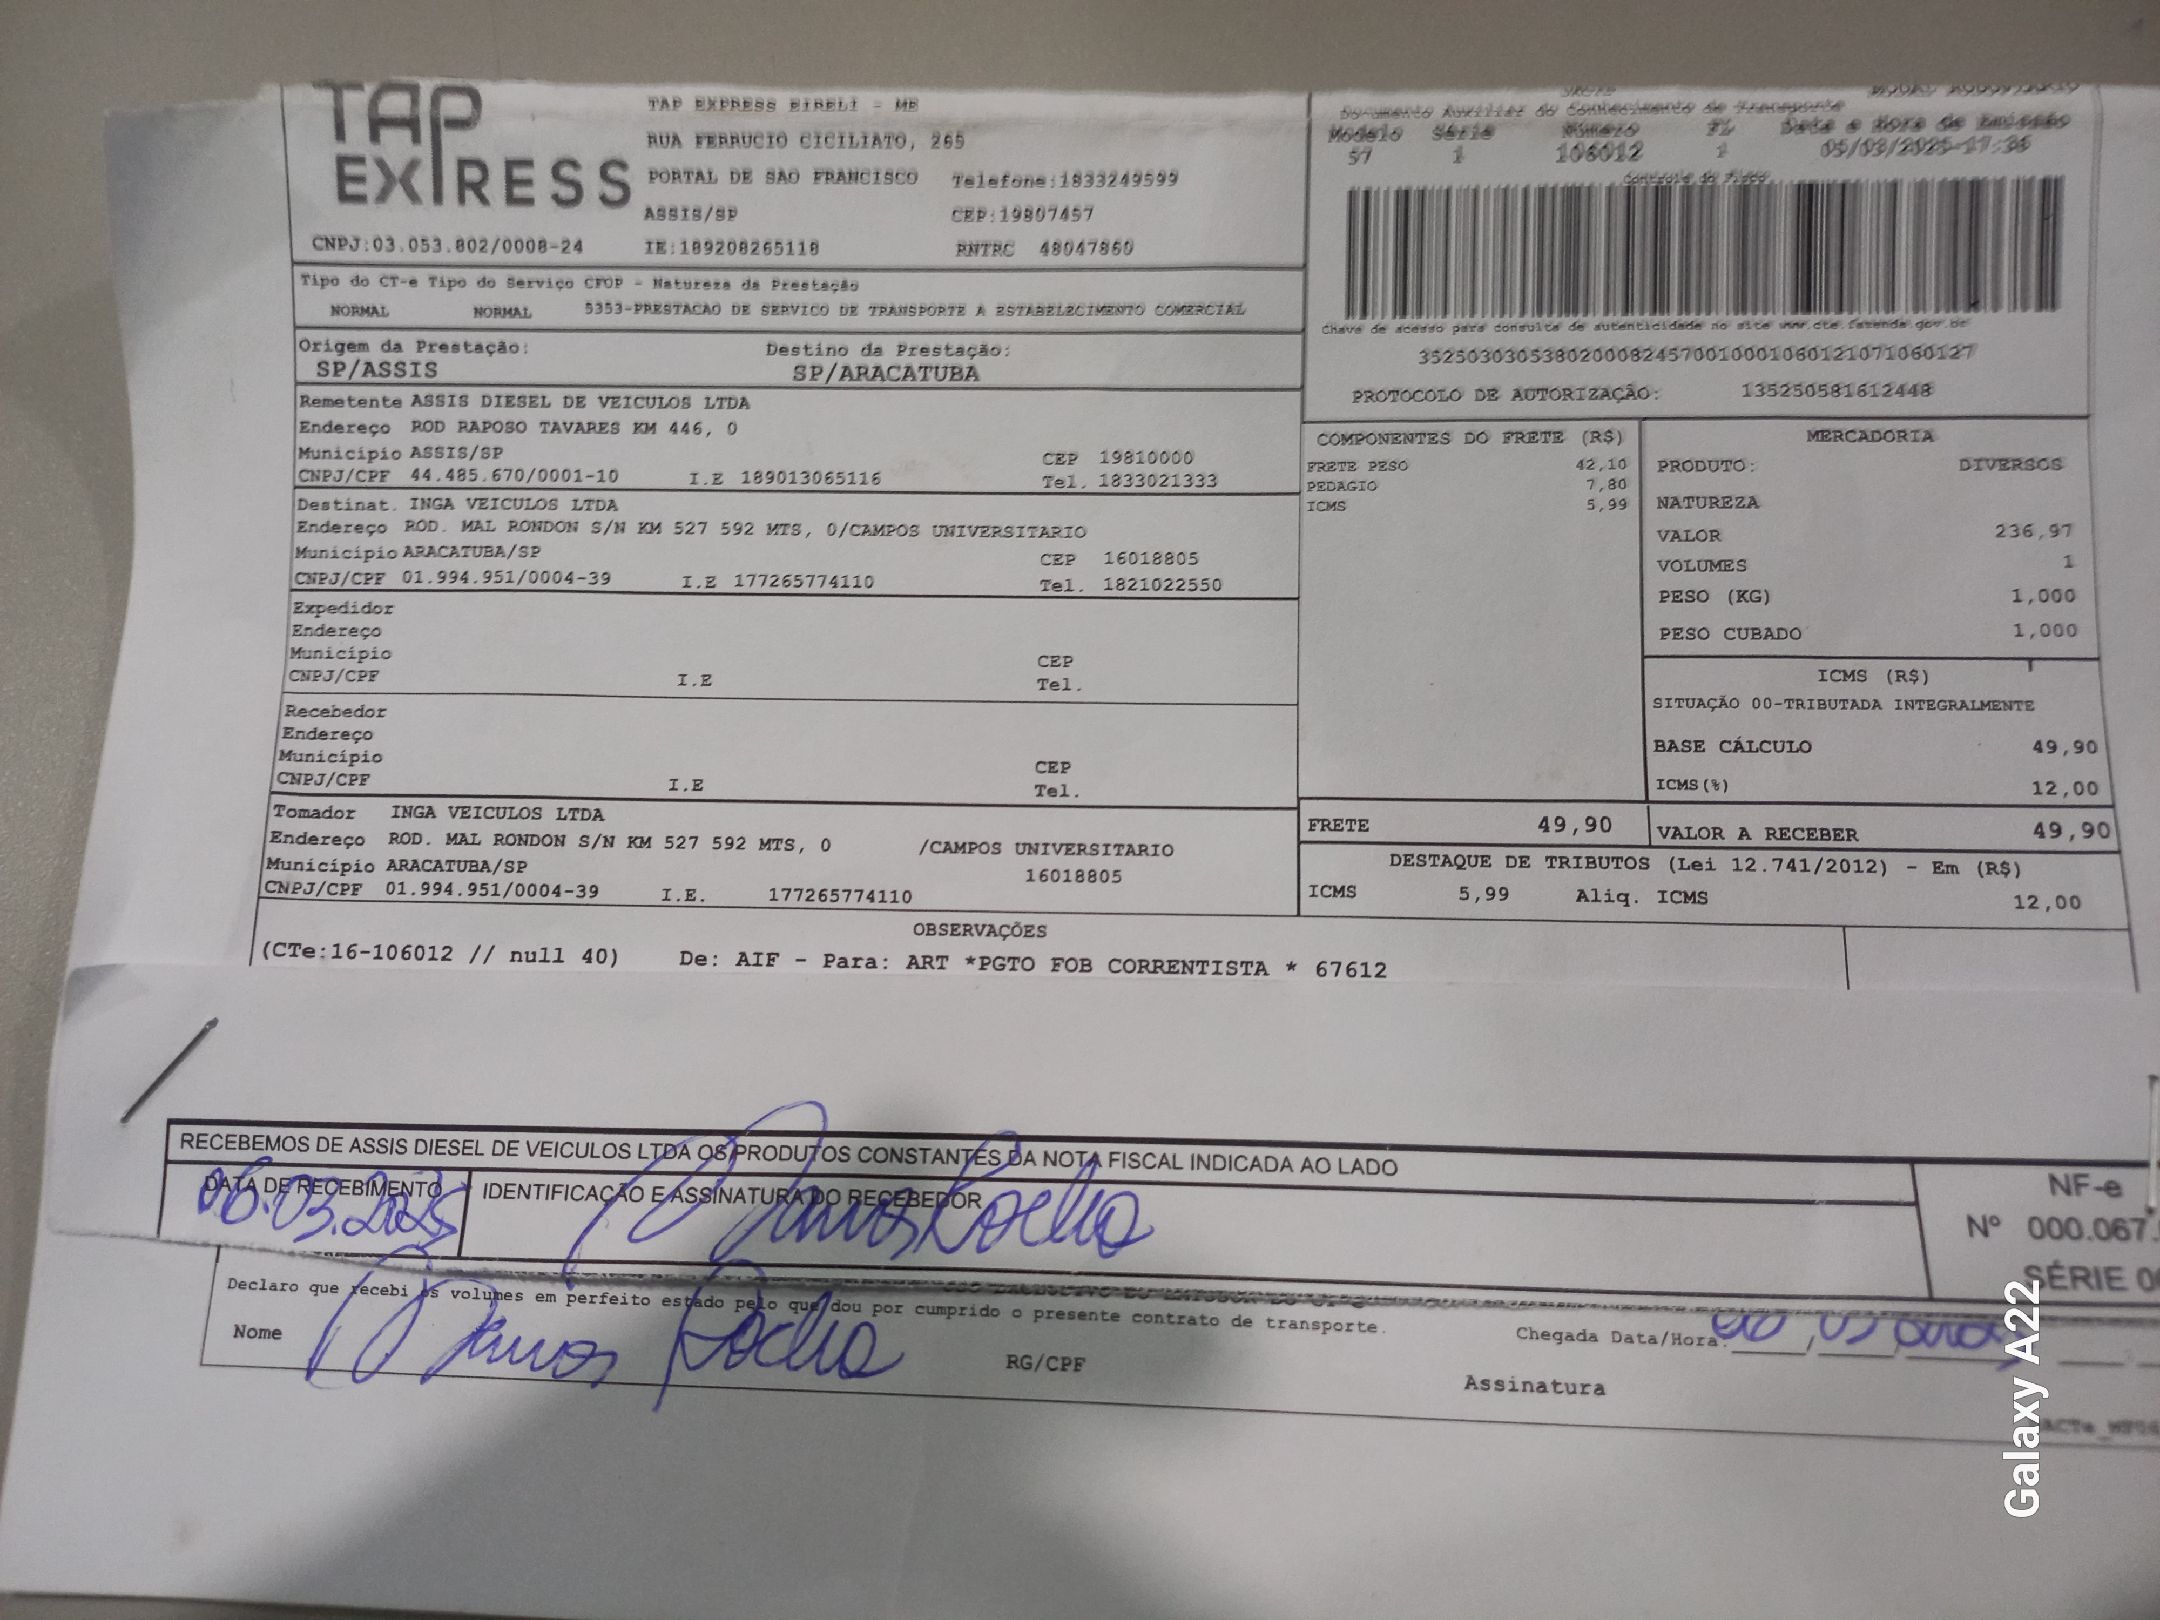 TAP
EXPRESS
TAP EXPRESS EIRELI - ME
RUA FERRUCIO CICILIATO, 265
PORTAL DE SAO FRANCISCO Telefone:1833249599
ASSIS/SP CEP:19807457
CNPJ:03.053.802/0008-24 IE:189208265118 RNTRC 48047860
Documento Auxiliar do Conhecimento de Transporte
Modelo Série Número FL Data e Hora de Emissão
57 1 106012 1 05/03/2025-17:36
Controle do Fisco
Chave de acesso para consulta de autenticidade no site www.cte.fazenda.gov.br
35250303053802000824570010001060121071060127
PROTOCOLO DE AUTORIZAÇÃO: 135250581612448
Tipo do CT-e Tipo do Serviço CFOP - Natureza da Prestação
NORMAL NORMAL 5353-PRESTACAO DE SERVICO DE TRANSPORTE A ESTABELECIMENTO COMERCIAL
Origem da Prestação: Destino da Prestação:
SP/ASSIS SP/ARACATUBA
Remetente ASSIS DIESEL DE VEICULOS LTDA
Endereço ROD RAPOSO TAVARES KM 446, 0
Município ASSIS/SP CEP 19810000
CNPJ/CPF 44.485.670/0001-10 I.E 189013065116 Tel. 1833021333
Destinat. INGA VEICULOS LTDA
Endereço ROD. MAL RONDON S/N KM 527 592 MTS, 0/CAMPOS UNIVERSITARIO
Município ARACATUBA/SP CEP 16018805
CNPJ/CPF 01.994.951/0004-39 I.E 177265774110 Tel. 1821022550
Expedidor
Endereço
Município CEP
CNPJ/CPF I.E Tel.
Recebedor
Endereço
Município CEP
CNPJ/CPF I.E Tel.
Tomador INGA VEICULOS LTDA
Endereço ROD. MAL RONDON S/N KM 527 592 MTS, 0 /CAMPOS UNIVERSITARIO
Município ARACATUBA/SP 16018805
CNPJ/CPF 01.994.951/0004-39 I.E. 177265774110
COMPONENTES DO FRETE (R$)
FRETE PESO 42,10
PEDAGIO 7,80
ICMS 5,99
MERCADORIA
PRODUTO: DIVERSOS
NATUREZA
VALOR 236,97
VOLUMES 1
PESO (KG) 1,000
PESO CUBADO 1,000
ICMS (R$)
SITUAÇÃO 00-TRIBUTADA INTEGRALMENTE
BASE CÁLCULO 49,90
ICMS(%) 12,00
FRETE 49,90 VALOR A RECEBER 49,90
DESTAQUE DE TRIBUTOS (Lei 12.741/2012) - Em (R$)
ICMS 5,99 Aliq. ICMS 12,00
OBSERVAÇÕES
(CTe:16-106012 // null 40) De: AIF - Para: ART *PGTO FOB CORRENTISTA * 67612
RECEBEMOS DE ASSIS DIESEL DE VEICULOS LTDA OS PRODUTOS CONSTANTES DA NOTA FISCAL INDICADA AO LADO
DATA DE RECEBIMENTO IDENTIFICAÇÃO E ASSINATURA DO RECEBEDOR
06.03.2025 Rocha
NF-e
Nº 000.067.
SÉRIE 00
Declaro que recebi os volumes em perfeito estado pelo que dou por cumprido o presente contrato de transporte.
Nome Rocha RG/CPF
Chegada Data/Hora:
Assinatura
Galaxy A22